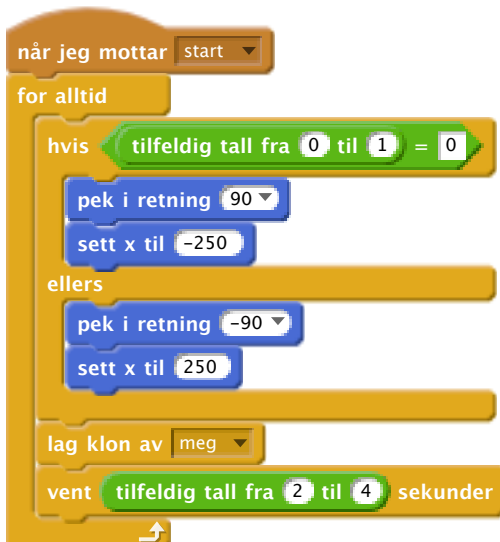 når jeg mottar start
for alltid
hvis tilfeldig tall fra 0 til 1 = 0
pek i retning 90
sett x til -250
ellers
pek i retning -90
sett x til 250
lag klon av meg
vent tilfeldig tall fra 2 til 4 sekunder